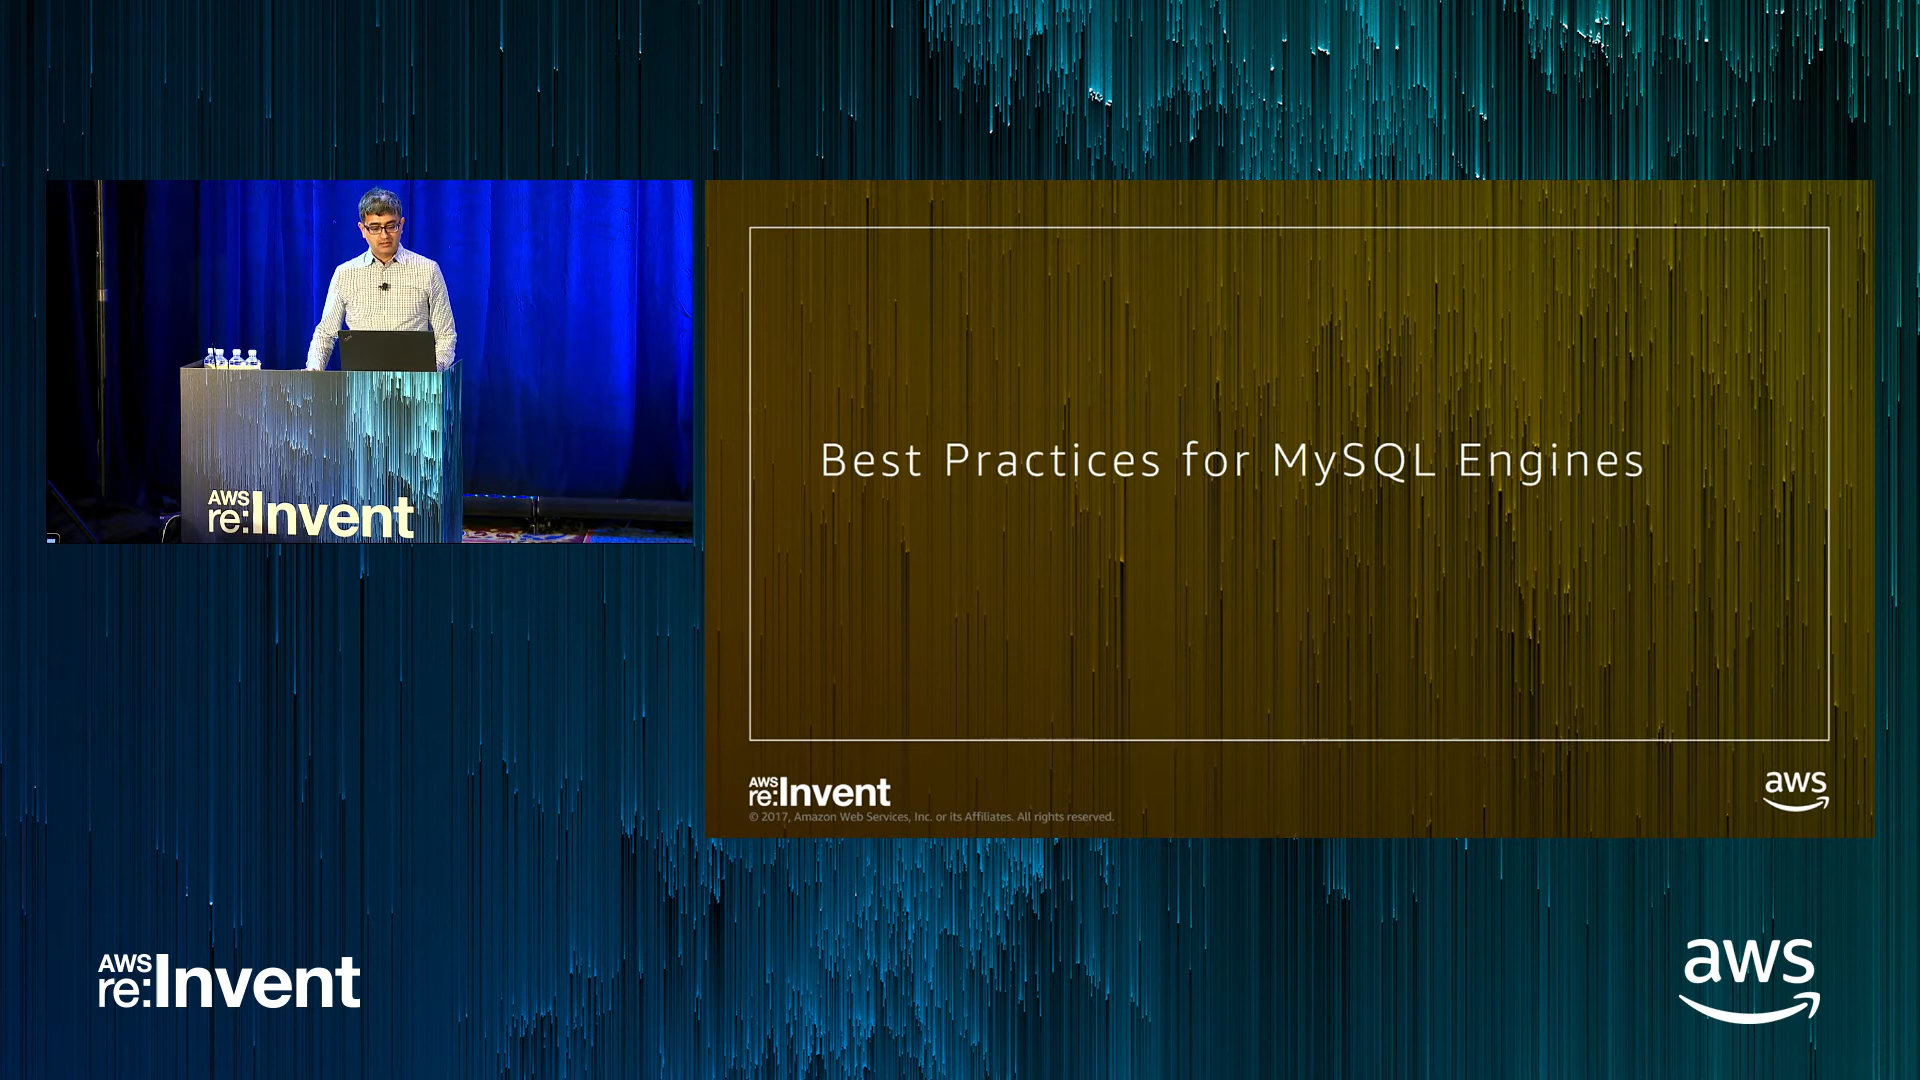 AWS
re:Invent
Best Practices for MySQL Engines
AWS
re:Invent
© 2017, Amazon Web Services, Inc. or its Affiliates. All rights reserved.
aws
AWS
re:Invent
aws